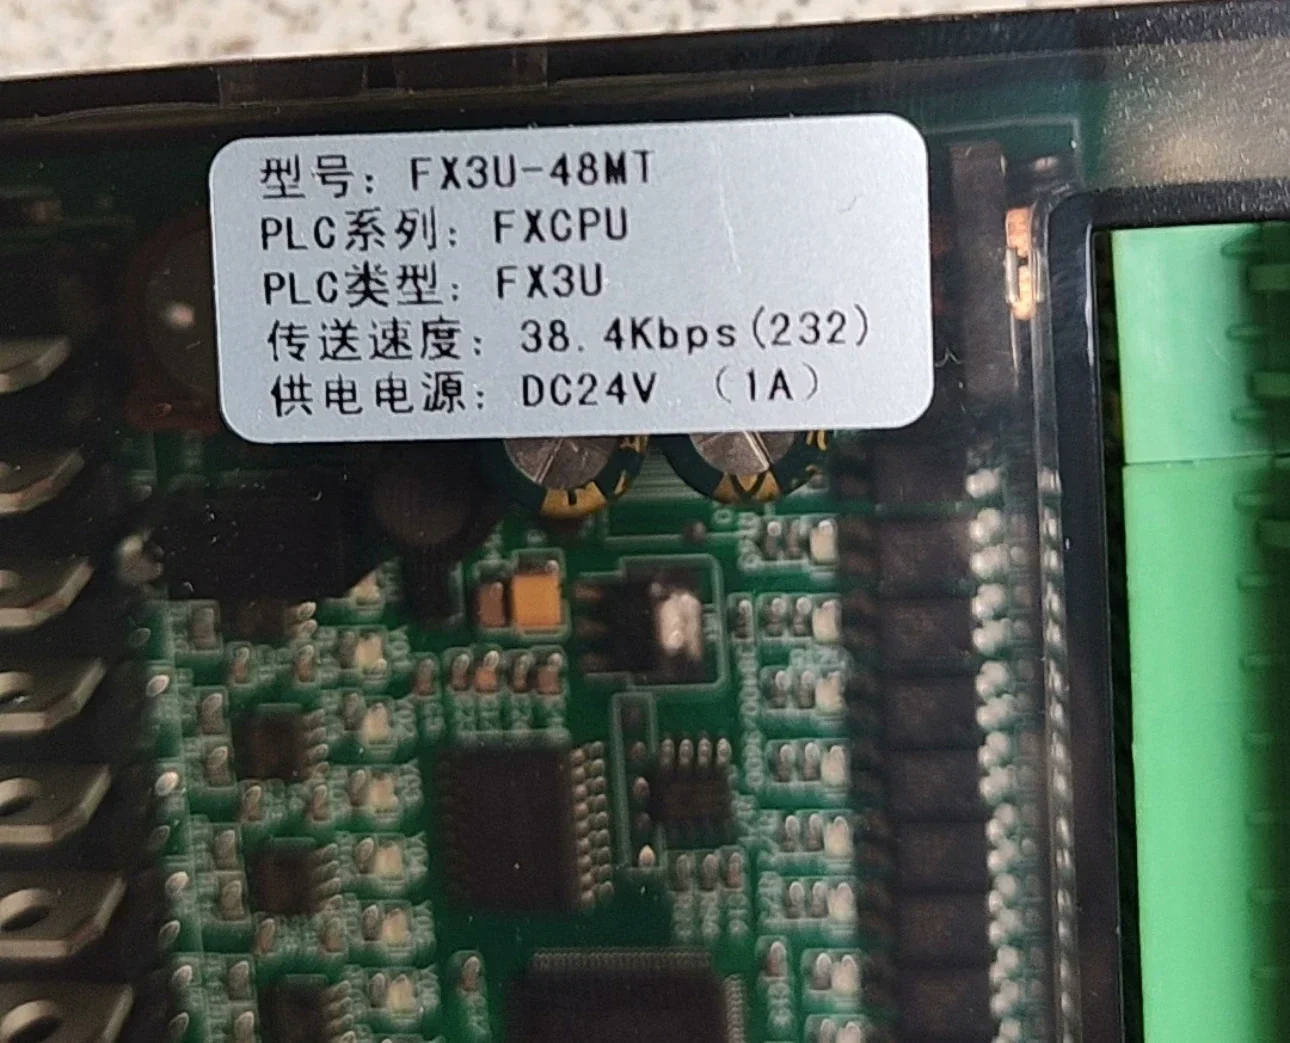 型号: FX3U-48MT
PLC系列: FXCPU
PLC类型: FX3U
传送速度: 38.4Kbps(232)
供电电源: DC24V （1A）